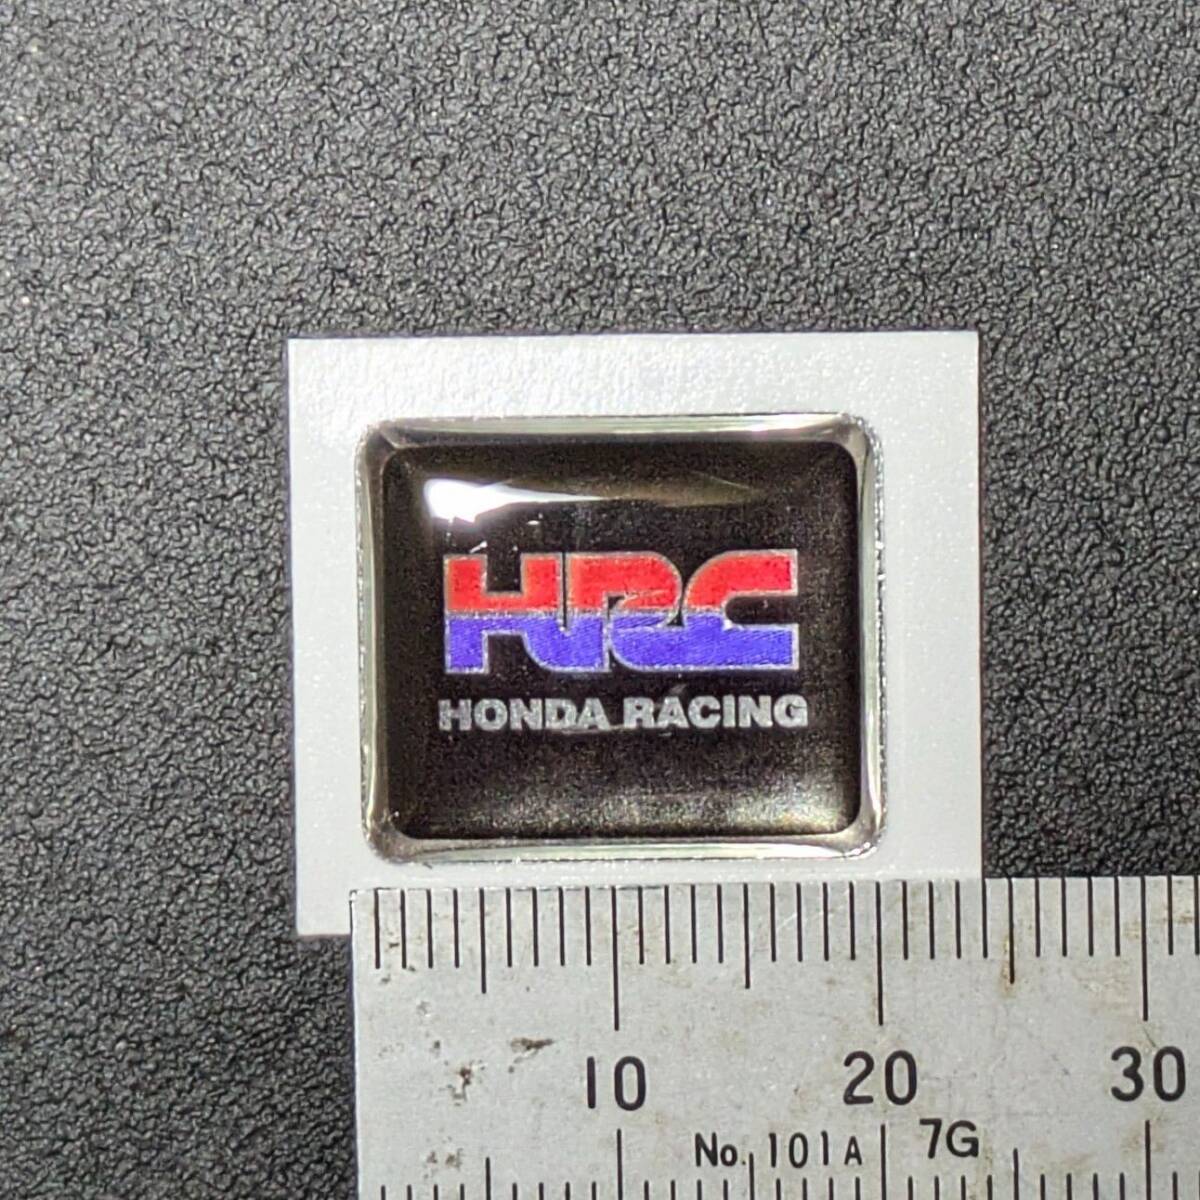 HRC
HONDA RACING
10 20 30
No. 101A 7G